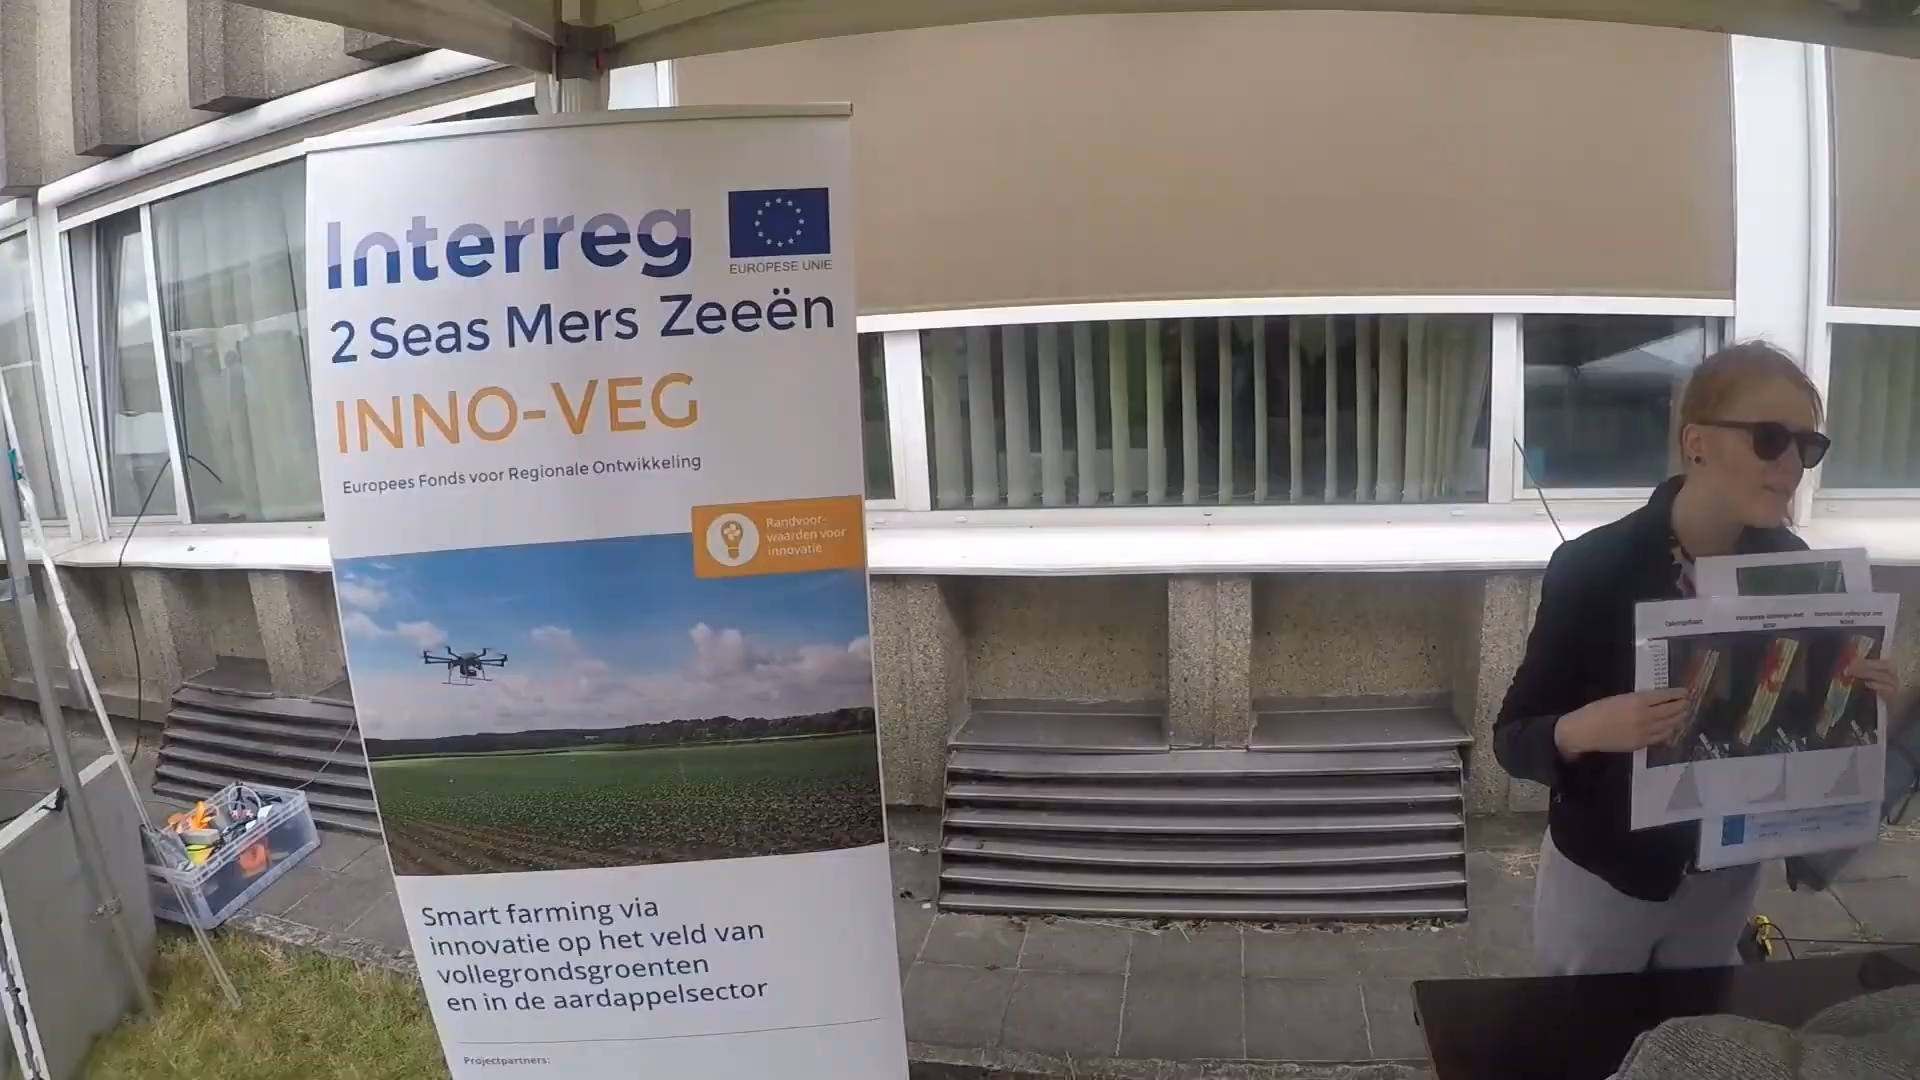 Interreg
EUROPESE UNIE
2 Seas Mers Zeeën
INNO-VEG
Europees Fonds voor Regionale Ontwikkeling
Randvoor-
waarden voor
innovatie
Smart farming via
innovatie op het veld van
vollegrondsgroenten
en in de aardappelsector
Projectpartners: